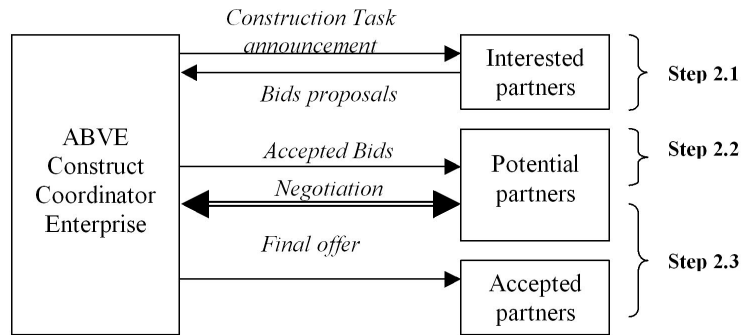 Construction Task
announcement
Interested
partners
Step 2.1
Bids proposals
ABVE
Construct
Coordinator
Enterprise
Accepted Bids
Potential
partners
Step 2.2
Negotiation
Final offer
Step 2.3
Accepted
partners